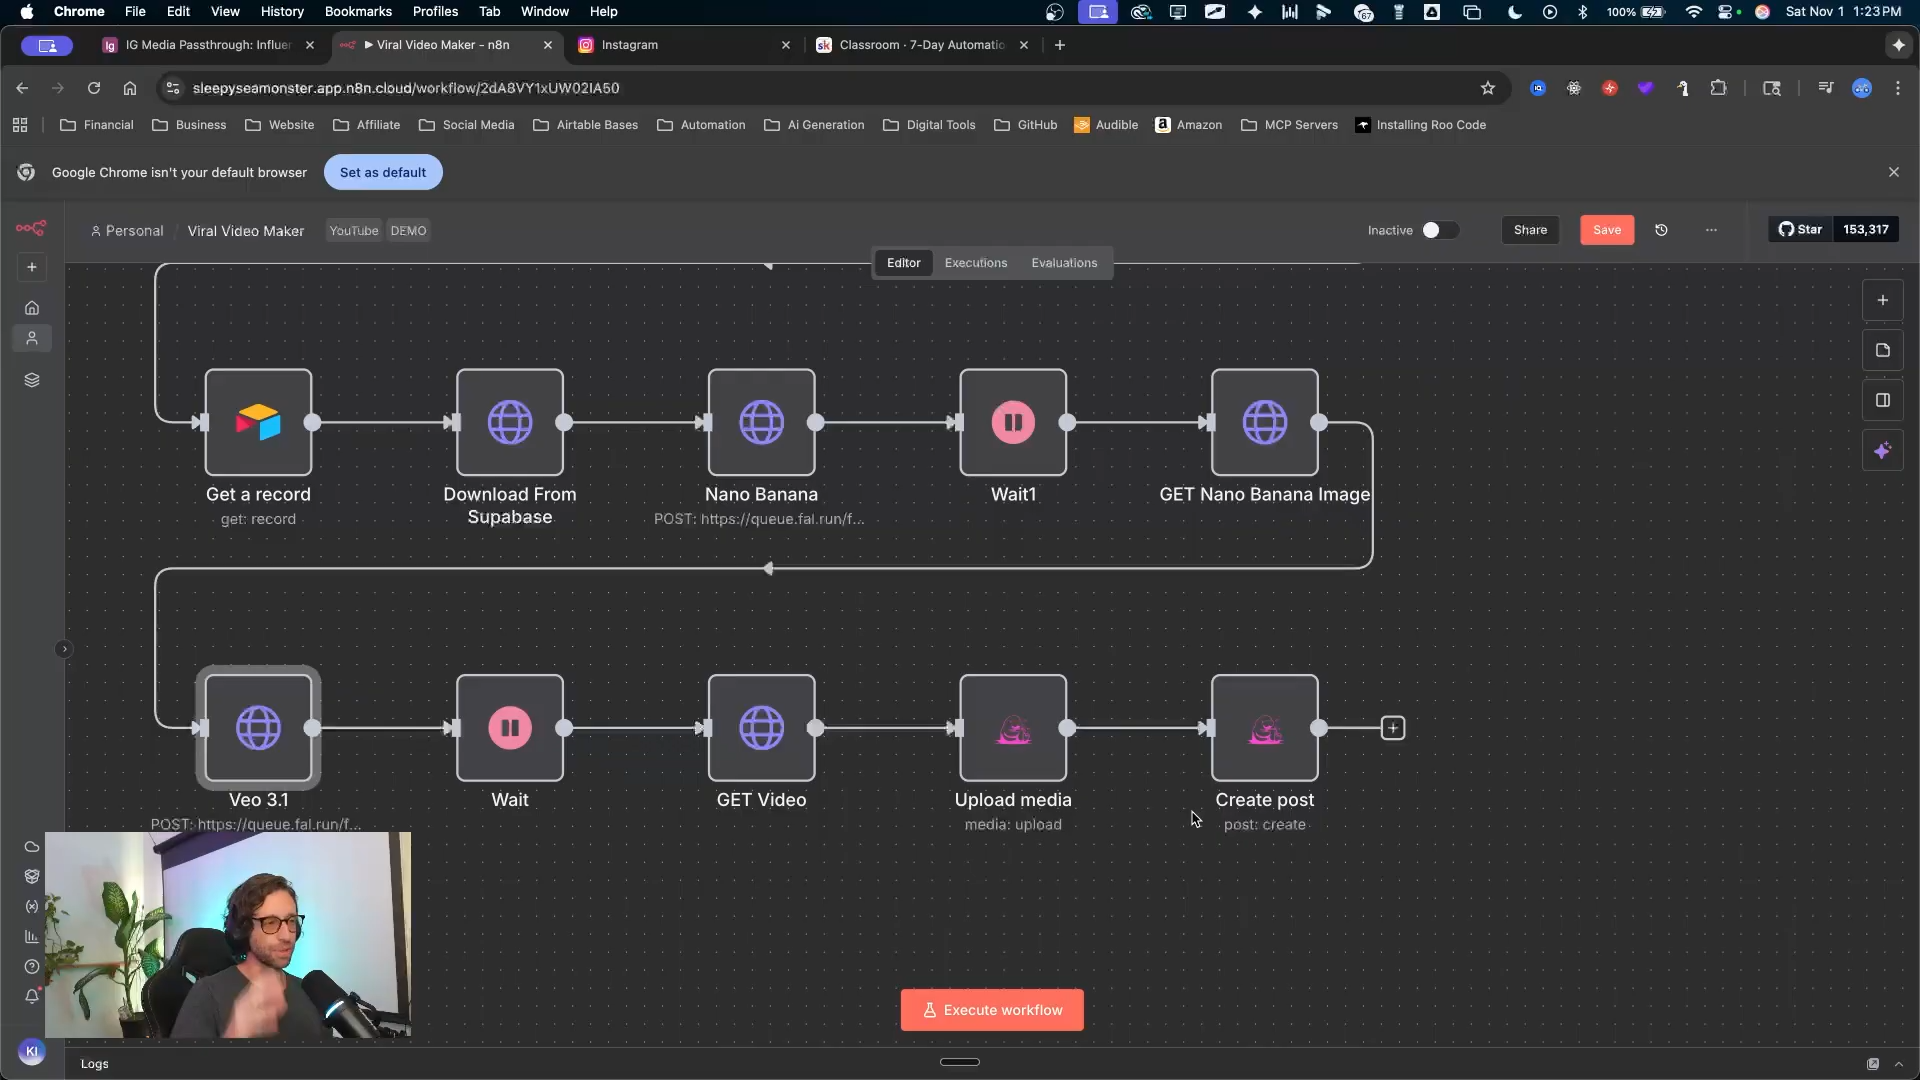 Chrome File Edit View History Bookmarks Profiles Tab Window Help 67 100% Sat Nov 1 1:23 PM
IG Media Passthrough: Influer Viral Video Maker - n8n Instagram sk Classroom · 7-Day Automatio
sleepyseamonster.app.n8n.cloud/workflow/2dA8VY1xUW02IA50
Financial Business Website Affiliate Social Media Airtable Bases Automation Ai Generation Digital Tools GitHub Audible Amazon MCP Servers Installing Roo Code
Google Chrome isn't your default browser Set as default
Personal / Viral Video Maker YouTube DEMO Inactive Share Save ... Star 153,317
Editor Executions Evaluations
Get a record
get: record
Download From
Supabase
Nano Banana
POST: https://queue.fal.run/f...
Wait1
GET Nano Banana Image
Veo 3.1
POST: https://queue.fal.run/f...
Wait
GET Video
Upload media
media: upload
Create post
post: create
Execute workflow
KI
Logs